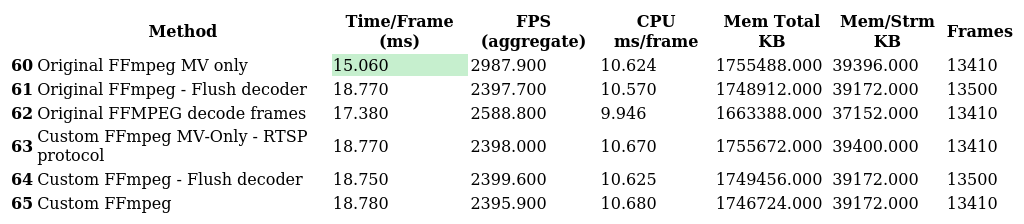 Method Time/Frame (ms) FPS (aggregate) CPU ms/frame Mem Total KB Mem/Strm KB Frames
60 Original FFmpeg MV only 15.060 2987.900 10.624 1755488.000 39396.000 13410
61 Original FFmpeg - Flush decoder 18.770 2397.700 10.570 1748912.000 39172.000 13500
62 Original FFMPEG decode frames 17.380 2588.800 9.946 1663388.000 37152.000 13410
63 Custom FFmpeg MV-Only - RTSP protocol 18.770 2398.000 10.670 1755672.000 39400.000 13410
64 Custom FFmpeg - Flush decoder 18.750 2399.600 10.625 1749456.000 39172.000 13500
65 Custom FFmpeg 18.780 2395.900 10.680 1746724.000 39172.000 13410